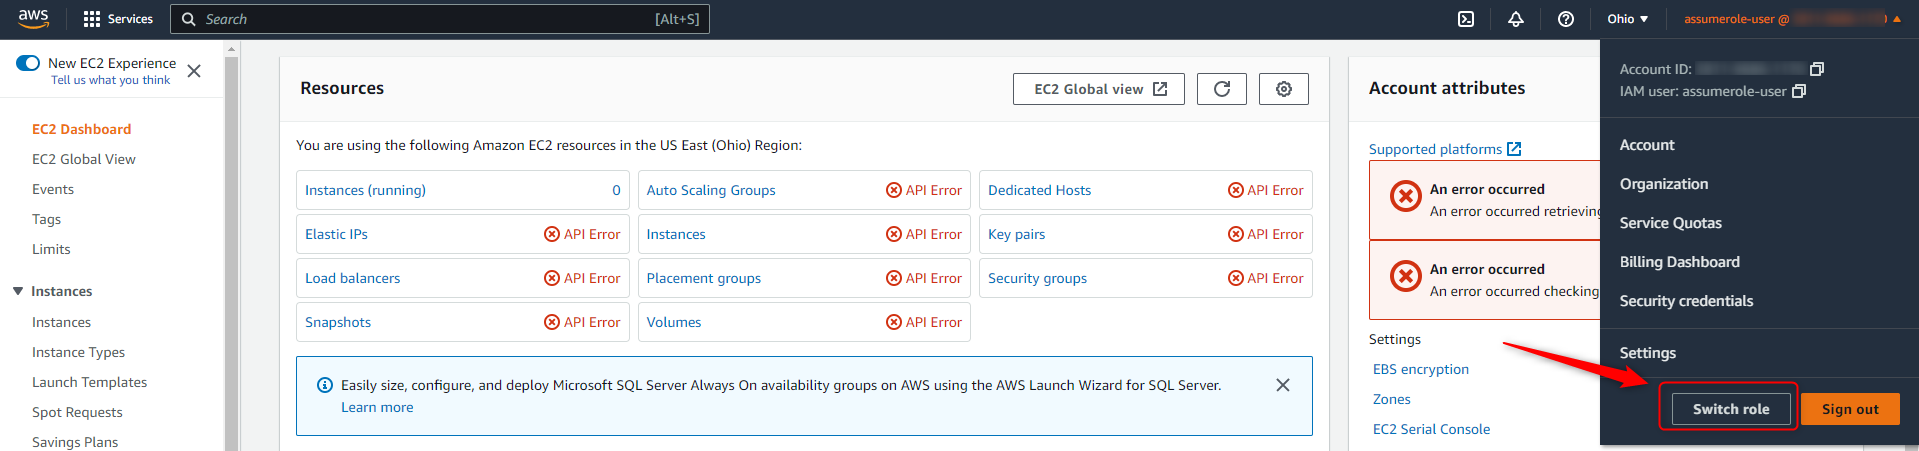 aws
Services
Search
[Alt+S]
Ohio
assumerole-user @
New EC2 Experience
Tell us what you think
EC2 Dashboard
EC2 Global View
Events
Tags
Limits
Instances
Instances
Instance Types
Launch Templates
Spot Requests
Savings Plans
Resources
EC2 Global view
You are using the following Amazon EC2 resources in the US East (Ohio) Region:
Instances (running) 0
Auto Scaling Groups API Error
Dedicated Hosts API Error
Elastic IPs API Error
Instances API Error
Key pairs API Error
Load balancers API Error
Placement groups API Error
Security groups API Error
Snapshots API Error
Volumes API Error
Easily size, configure, and deploy Microsoft SQL Server Always On availability groups on AWS using the AWS Launch Wizard for SQL Server.
Learn more
Account attributes
Supported platforms
An error occurred
An error occurred retrieving
An error occurred
An error occurred checking
Settings
EBS encryption
Zones
EC2 Serial Console
Account ID:
IAM user: assumerole-user
Account
Organization
Service Quotas
Billing Dashboard
Security credentials
Settings
Switch role
Sign out